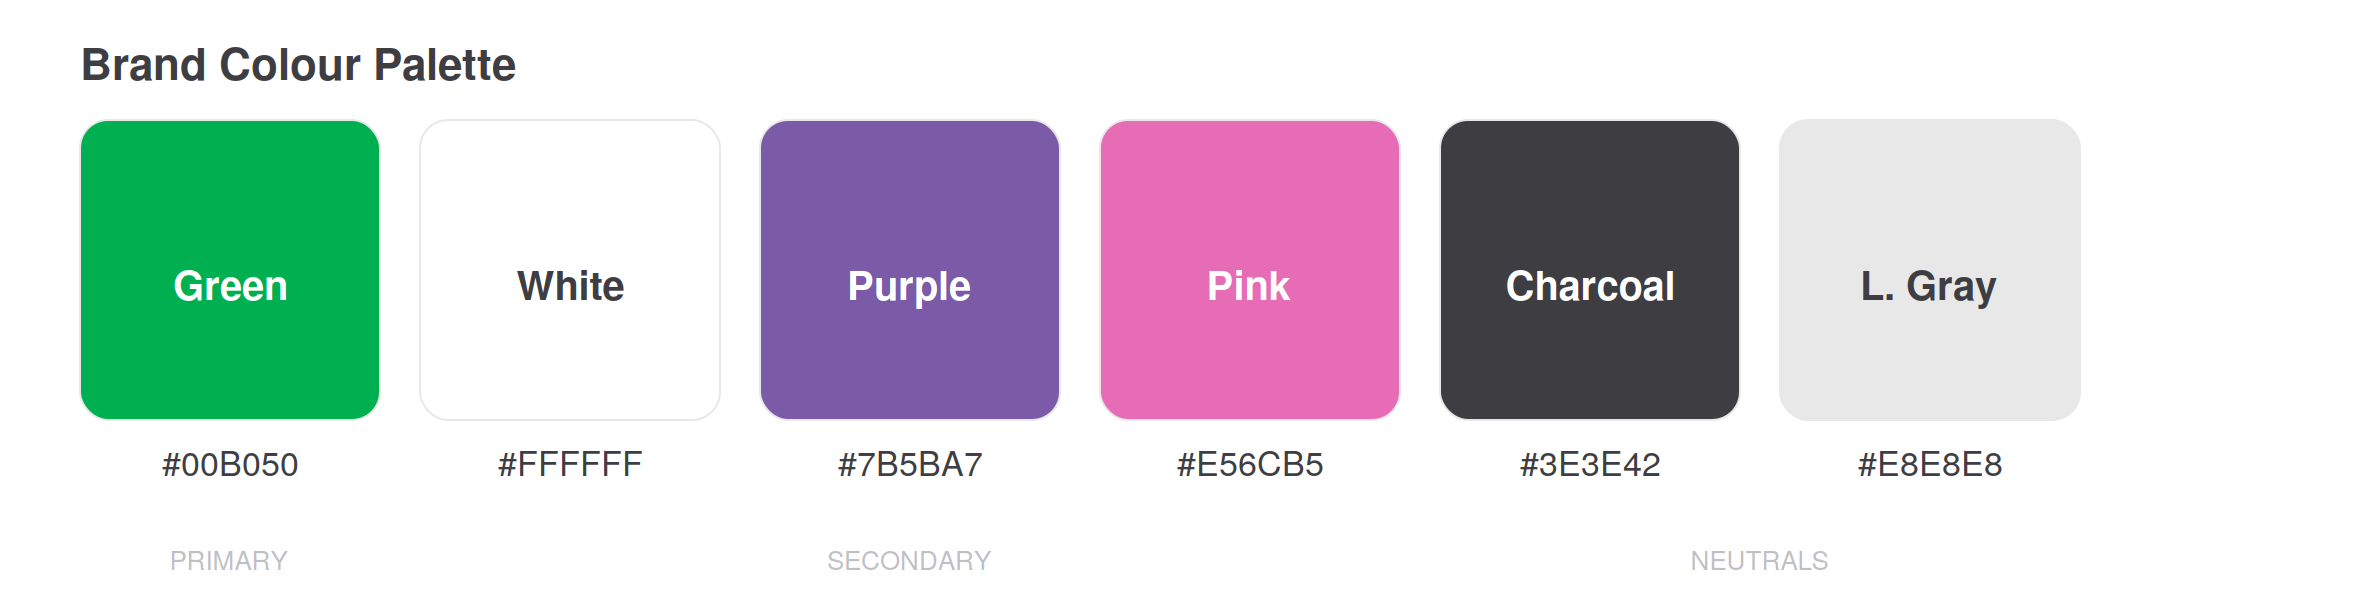 Brand Colour Palette
Green
White
Purple
Pink
Charcoal
L. Gray
#00B050
#FFFFFF
#7B5BA7
#E56CB5
#3E3E42
#E8E8E8
PRIMARY
SECONDARY
NEUTRALS